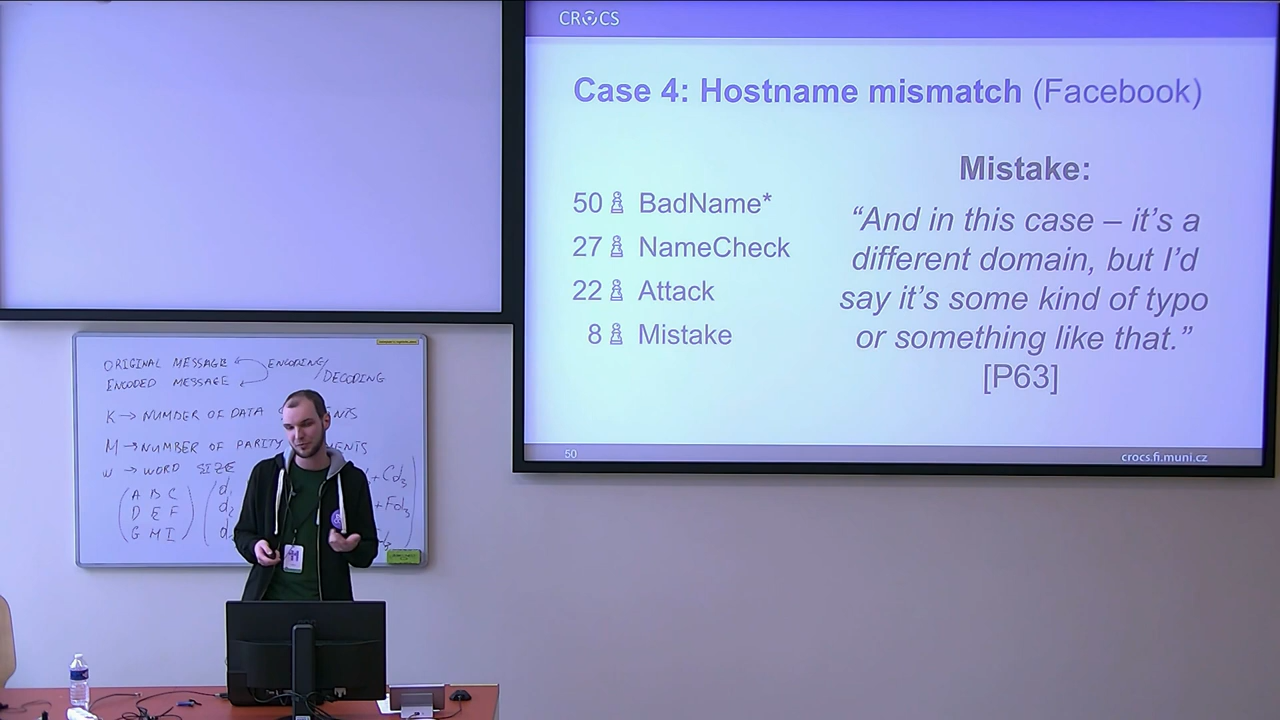 CROCS
Case 4: Hostname mismatch (Facebook)
50 BadName*
27 NameCheck
22 Attack
8 Mistake
Mistake:
“And in this case – it’s a
different domain, but I’d
say it’s some kind of typo
or something like that.”
[P63]
50
crocs.fi.muni.cz
ORIGINAL MESSAGE
ENCODING/
DECODING
ENCODED MESSAGE
K → NUMBER OF DATA
M → NUMBER OF PARITY
W → WORD SIZE
A B C
D E F
G H I